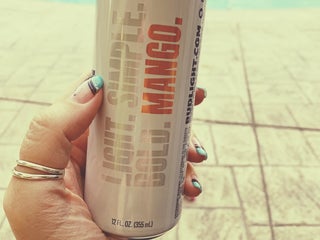 LIGHT. SIMPLE.
BOLD. MANGO.
BUDLIGHT.COM
12 FL. OZ. (355 mL)